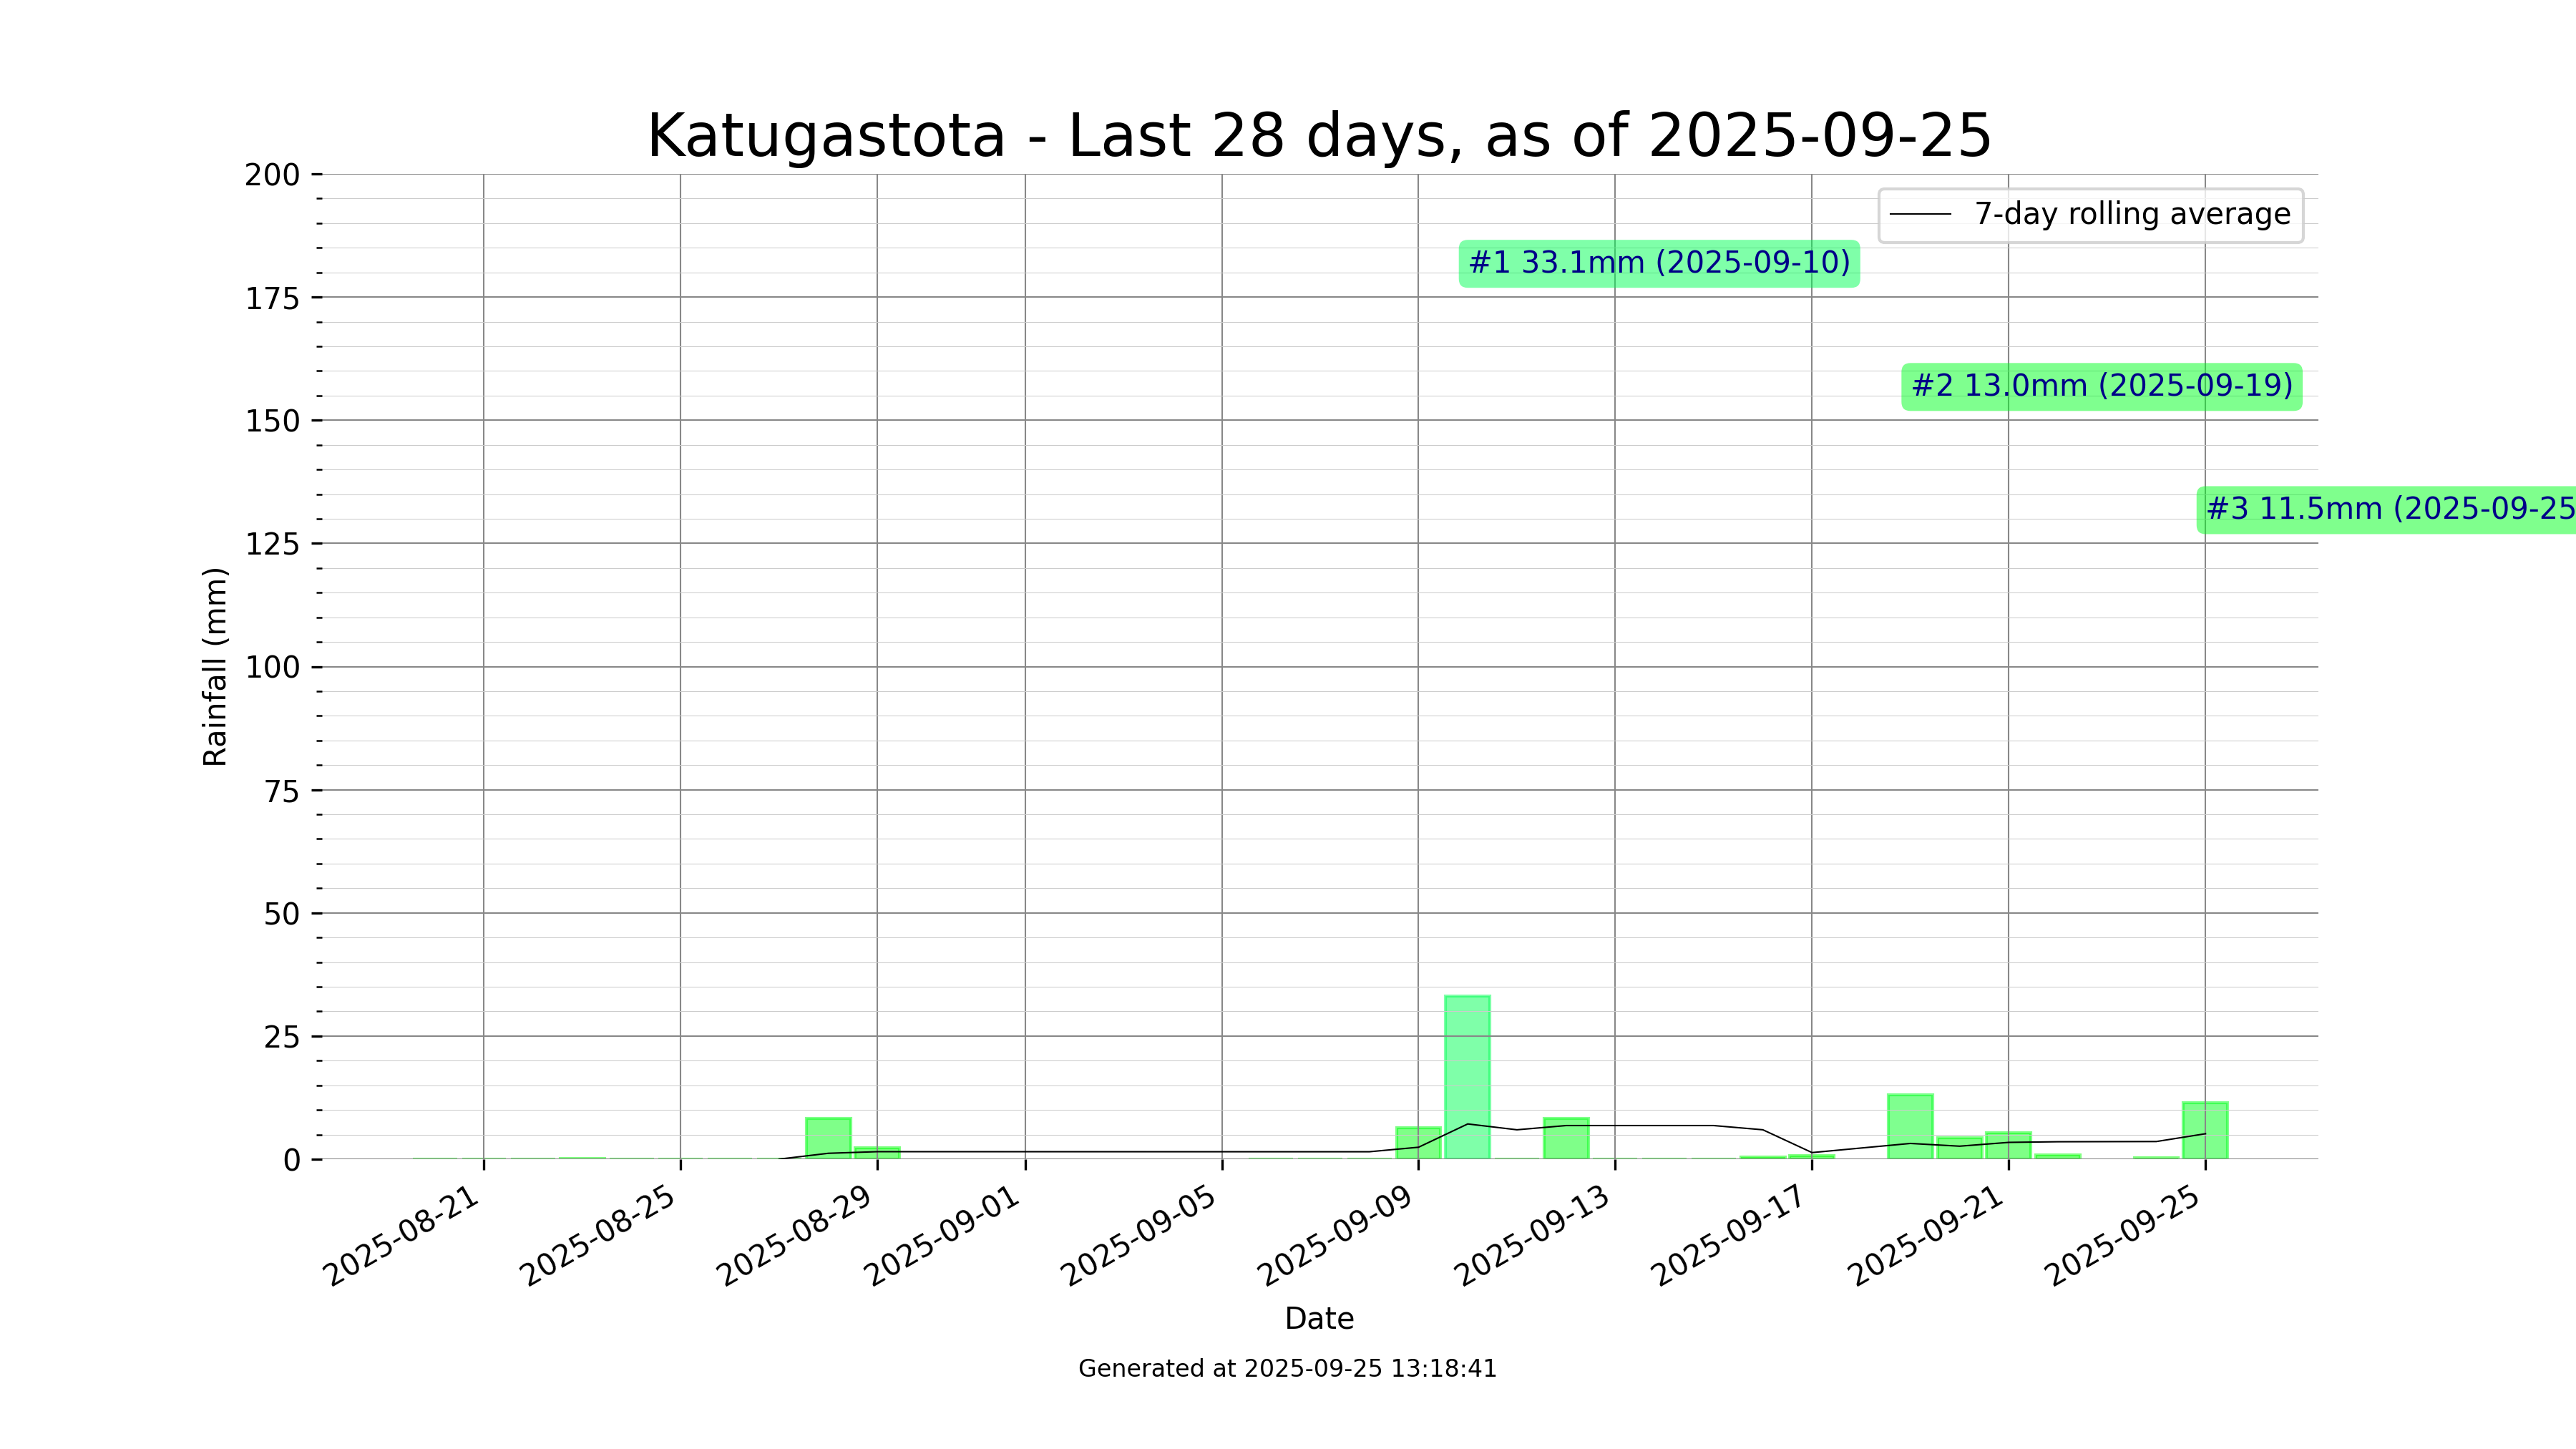 Katugastota - Last 28 days, as of 2025-09-25
7-day rolling average
#1 33.1mm (2025-09-10)
#2 13.0mm (2025-09-19)
#3 11.5mm (2025-09-25
Rainfall (mm)
200
175
150
125
100
75
50
25
0
2025-08-21
2025-08-25
2025-08-29
2025-09-01
2025-09-05
2025-09-09
2025-09-13
2025-09-17
2025-09-21
2025-09-25
Date
Generated at 2025-09-25 13:18:41